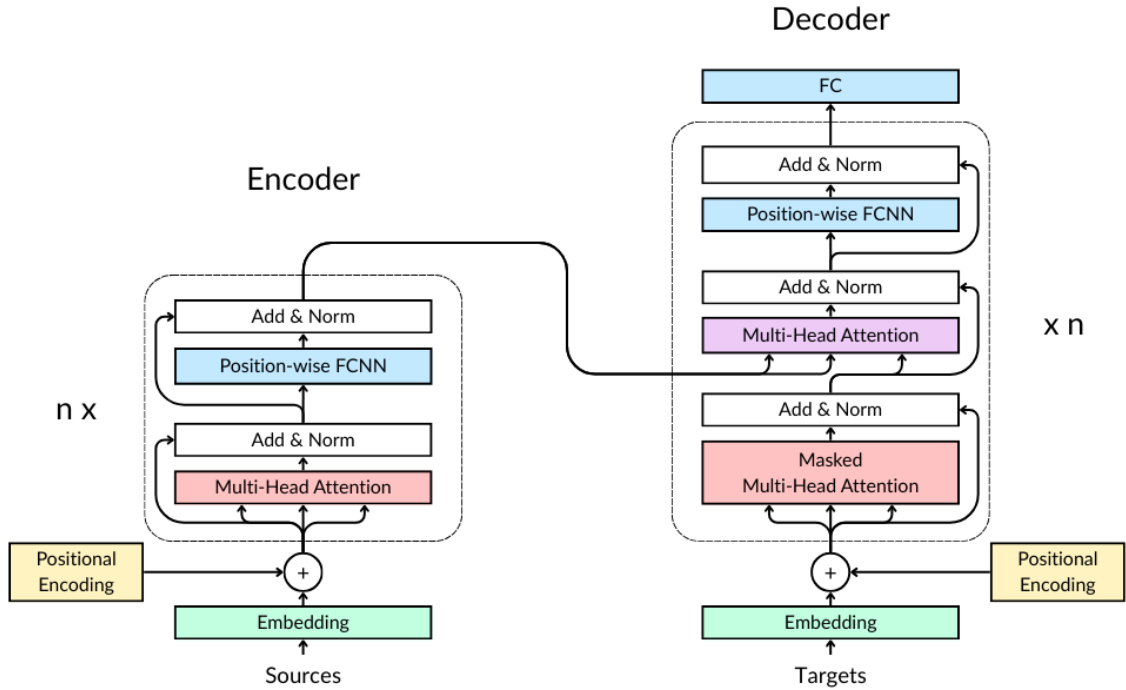 Decoder
FC
Add & Norm
Position-wise FCNN
Add & Norm
Multi-Head Attention
x n
Add & Norm
Masked
Multi-Head Attention
+
Positional
Encoding
Embedding
Targets
Encoder
Add & Norm
Position-wise FCNN
n x
Add & Norm
Multi-Head Attention
Positional
Encoding
+
Embedding
Sources